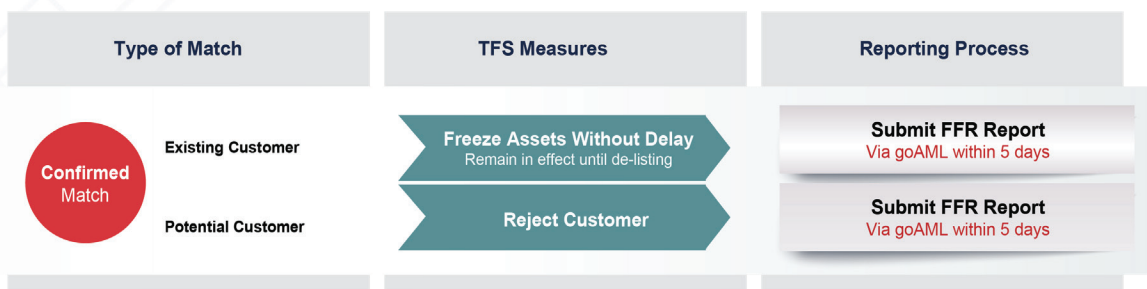 Type of Match
TFS Measures
Reporting Process
Confirmed
Match
Existing Customer
Freeze Assets Without Delay
Remain in effect until de-listing
Submit FFR Report
Via goAML within 5 days
Potential Customer
Reject Customer
Submit FFR Report
Via goAML within 5 days